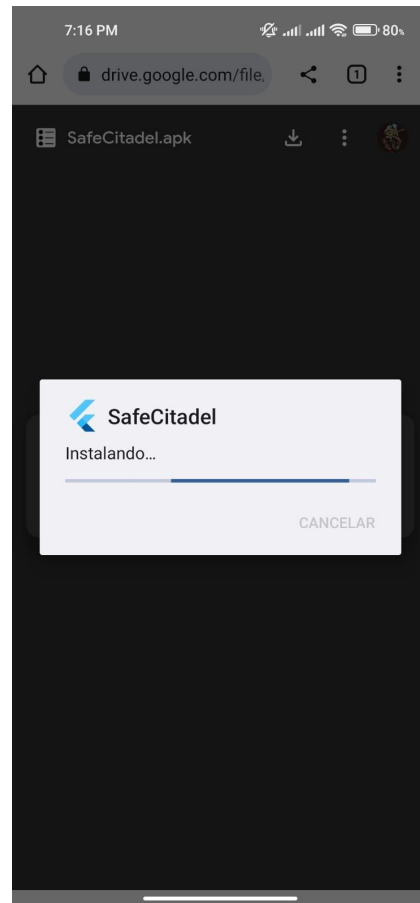 7:16 PM 80%
drive.google.com/file, 1
SafeCitadel.apk
SafeCitadel
Instalando...
CANCELAR